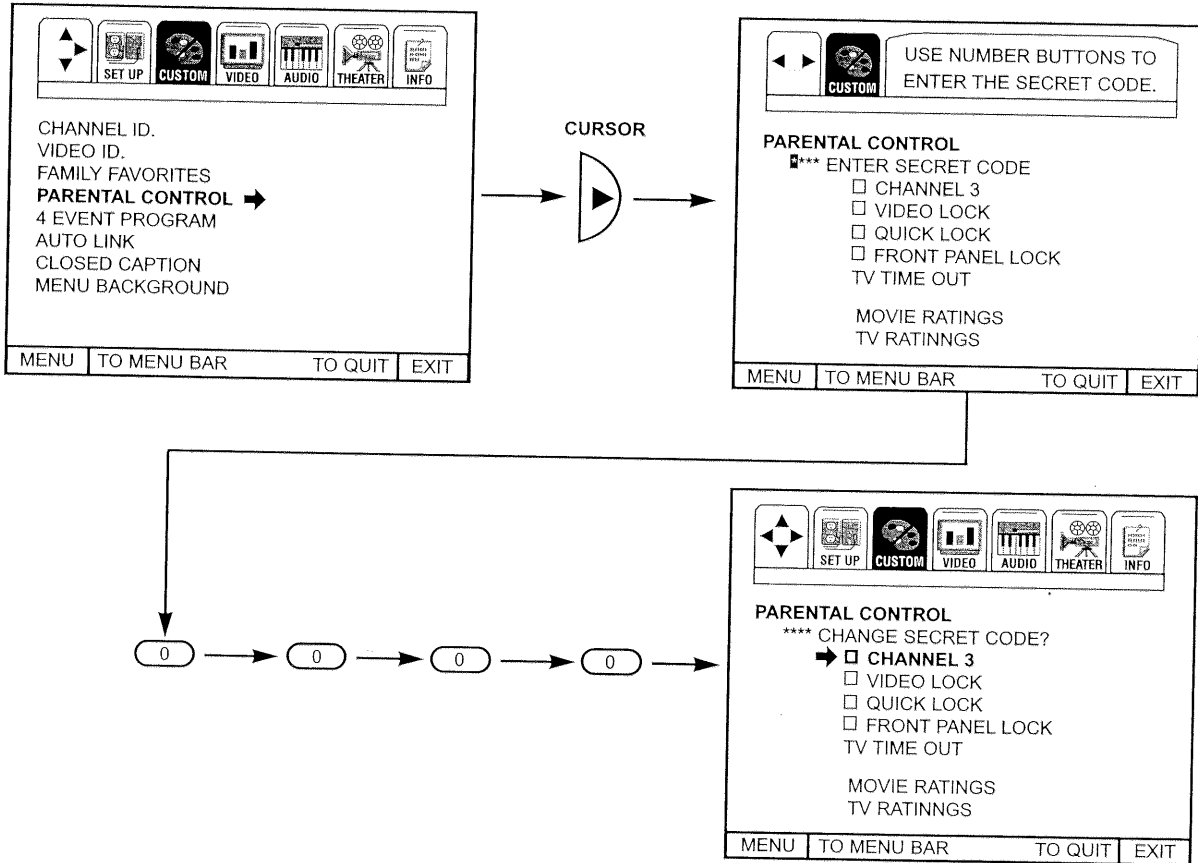 SET UP CUSTOM VIDEO AUDIO THEATER INFO
CHANNEL ID.
VIDEO ID.
FAMILY FAVORITES
PARENTAL CONTROL
4 EVENT PROGRAM
AUTO LINK
CLOSED CAPTION
MENU BACKGROUND
MENU TO MENU BAR TO QUIT EXIT
CURSOR
CUSTOM
USE NUMBER BUTTONS TO
ENTER THE SECRET CODE.
PARENTAL CONTROL
**** ENTER SECRET CODE
CHANNEL 3
VIDEO LOCK
QUICK LOCK
FRONT PANEL LOCK
TV TIME OUT
MOVIE RATINGS
TV RATINNGS
MENU TO MENU BAR TO QUIT EXIT
0 0 0 0
SET UP CUSTOM VIDEO AUDIO THEATER INFO
PARENTAL CONTROL
**** CHANGE SECRET CODE?
CHANNEL 3
VIDEO LOCK
QUICK LOCK
FRONT PANEL LOCK
TV TIME OUT
MOVIE RATINGS
TV RATINNGS
MENU TO MENU BAR TO QUIT EXIT